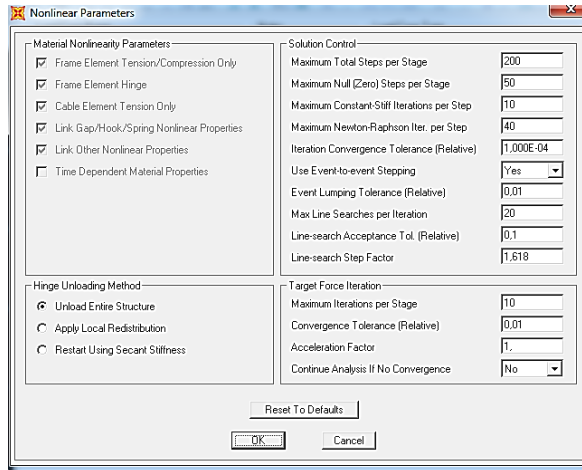 Nonlinear Parameters
Material Nonlinearity Parameters
Frame Element Tension/Compression Only
Frame Element Hinge
Cable Element Tension Only
Link Gap/Hook/Spring Nonlinear Properties
Link Other Nonlinear Properties
Time Dependent Material Properties
Solution Control
Maximum Total Steps per Stage 200
Maximum Null (Zero) Steps per Stage 50
Maximum Constant-Stiff Iterations per Step 10
Maximum Newton-Raphson Iter. per Step 40
Iteration Convergence Tolerance (Relative) 1,000E-04
Use Event-to-event Stepping Yes
Event Lumping Tolerance (Relative) 0,01
Max Line Searches per Iteration 20
Line-search Acceptance Tol. (Relative) 0,1
Line-search Step Factor 1,618
Hinge Unloading Method
Unload Entire Structure
Apply Local Redistribution
Restart Using Secant Stiffness
Target Force Iteration
Maximum Iterations per Stage 10
Convergence Tolerance (Relative) 0,01
Acceleration Factor 1,
Continue Analysis If No Convergence No
Reset To Defaults
OK
Cancel